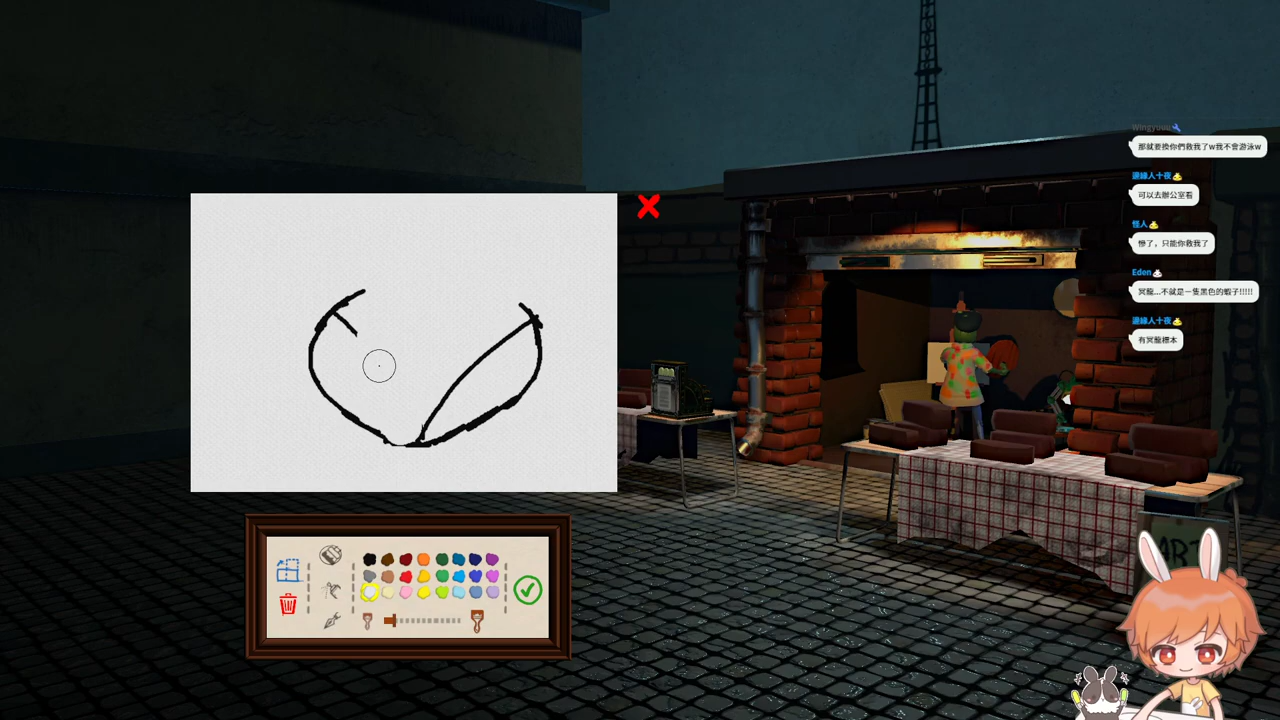 Wingyuuu
那就要換你們救我了w我不會游泳w
邊緣人十夜
可以去辦公室看
怪人
慘了，只能你救我了
Eden
冥龍...不就是一隻黑色的蝦子!!!!!
邊緣人十夜
有冥龍標本
ART